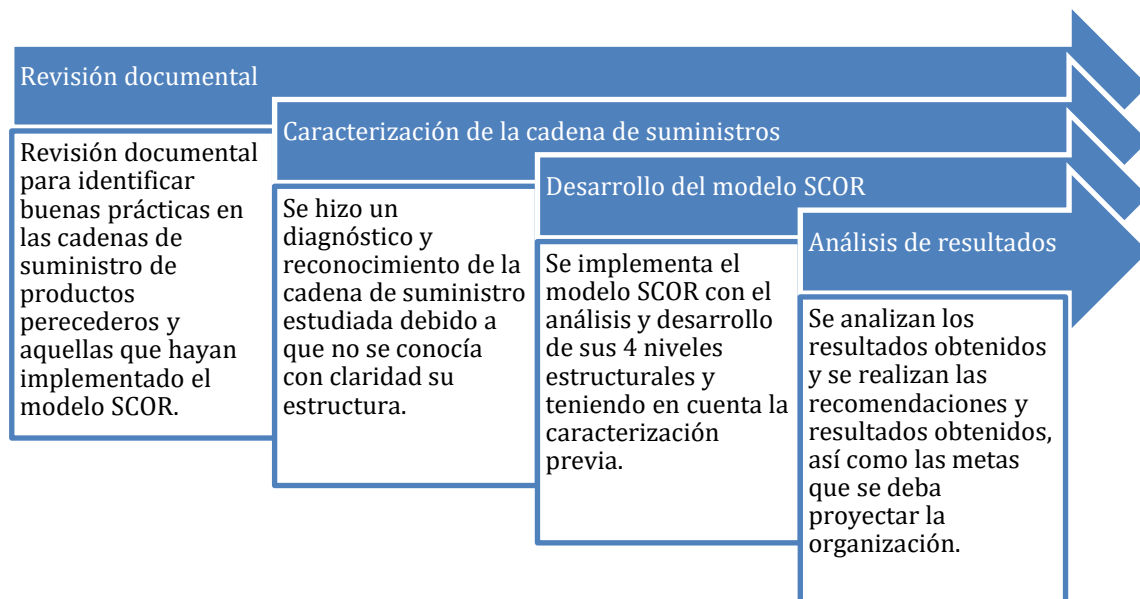 Revisión documental
Revisión documental
para identificar
buenas prácticas en
las cadenas de
suministro de
productos
perecederos y
aquellas que hayan
implementado el
modelo SCOR.
Caracterización de la cadena de suministros
Se hizo un
diagnóstico y
reconocimiento de la
cadena de suministro
estudiada debido a
que no se conocía
con claridad su
estructura.
Desarrollo del modelo SCOR
Se implementa el
modelo SCOR con el
análisis y desarrollo
de sus 4 niveles
estructurales y
teniendo en cuenta la
caracterización
previa.
Análisis de resultados
Se analizan los
resultados obtenidos
y se realizan las
recomendaciones y
resultados obtenidos,
así como las metas
que se deba
proyectar la
organización.